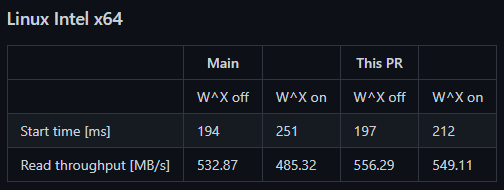 Linux Intel x64
Main This PR
W^X off W^X on W^X off W^X on
Start time [ms] 194 251 197 212
Read throughput [MB/s] 532.87 485.32 556.29 549.11